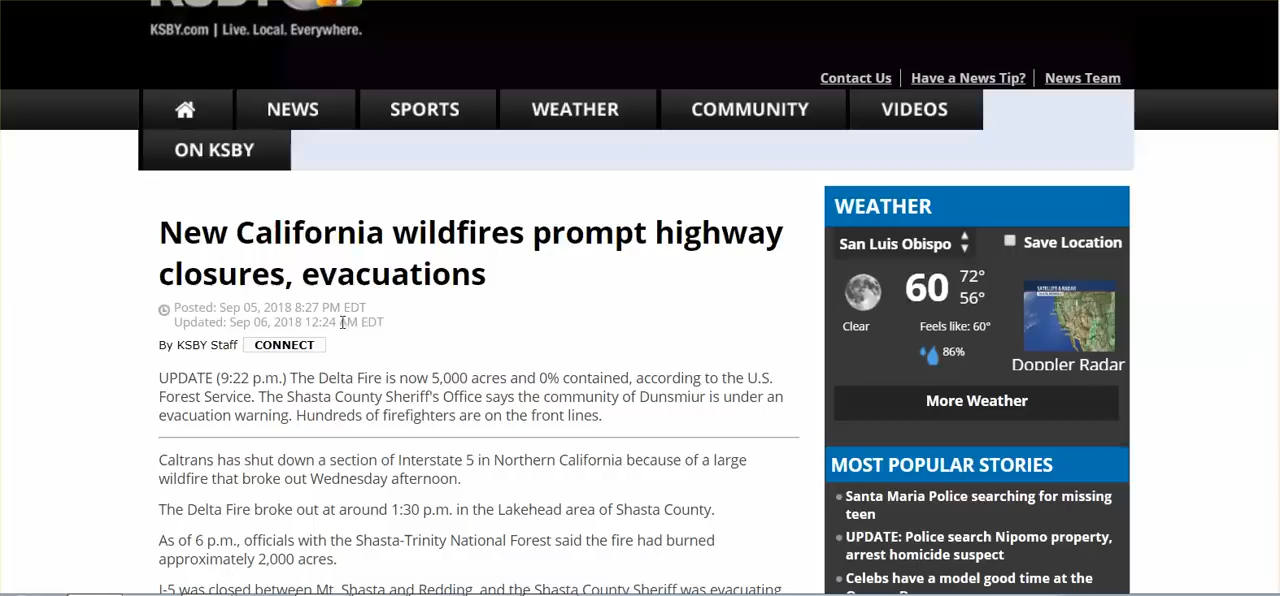 KSBY
KSBY.com | Live. Local. Everywhere.
Contact Us | Have a News Tip? | News Team
NEWS SPORTS WEATHER COMMUNITY VIDEOS
ON KSBY
New California wildfires prompt highway
closures, evacuations
Posted: Sep 05, 2018 8:27 PM EDT
Updated: Sep 06, 2018 12:24 AM EDT
By KSBY Staff CONNECT
UPDATE (9:22 p.m.) The Delta Fire is now 5,000 acres and 0% contained, according to the U.S.
Forest Service. The Shasta County Sheriff's Office says the community of Dunsmiur is under an
evacuation warning. Hundreds of firefighters are on the front lines.
Caltrans has shut down a section of Interstate 5 in Northern California because of a large
wildfire that broke out Wednesday afternoon.
The Delta Fire broke out at around 1:30 p.m. in the Lakehead area of Shasta County.
As of 6 p.m., officials with the Shasta-Trinity National Forest said the fire had burned
approximately 2,000 acres.
I-5 was closed between Mt. Shasta and Redding, and the Shasta County Sheriff was evacuating
WEATHER
San Luis Obispo Save Location
60 72°
56°
SATELLITE & RADAR
Clear Feels like: 60°
86%
Doppler Radar
More Weather
MOST POPULAR STORIES
Santa Maria Police searching for missing
teen
UPDATE: Police search Nipomo property,
arrest homicide suspect
Celebs have a model good time at the